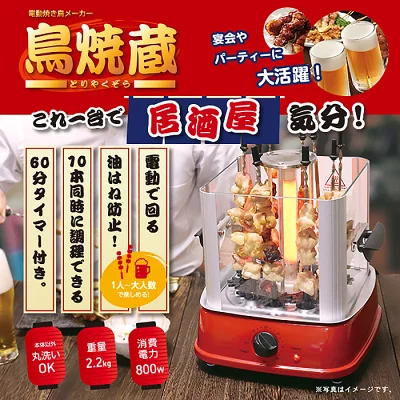 電動焼き鳥メーカー
鳥焼蔵
とりやくぞう
宴会や
パーティーに
大活躍！
これ一台で
居酒屋
気分！
電動で回る
油はね防止！
10本同時に調理できる
60分タイマー付き。
1人〜大人数
で楽しめる！
本体以外
丸洗い
OK
重量
2.2kg
消費
電力
800W
※写真はイメージです。